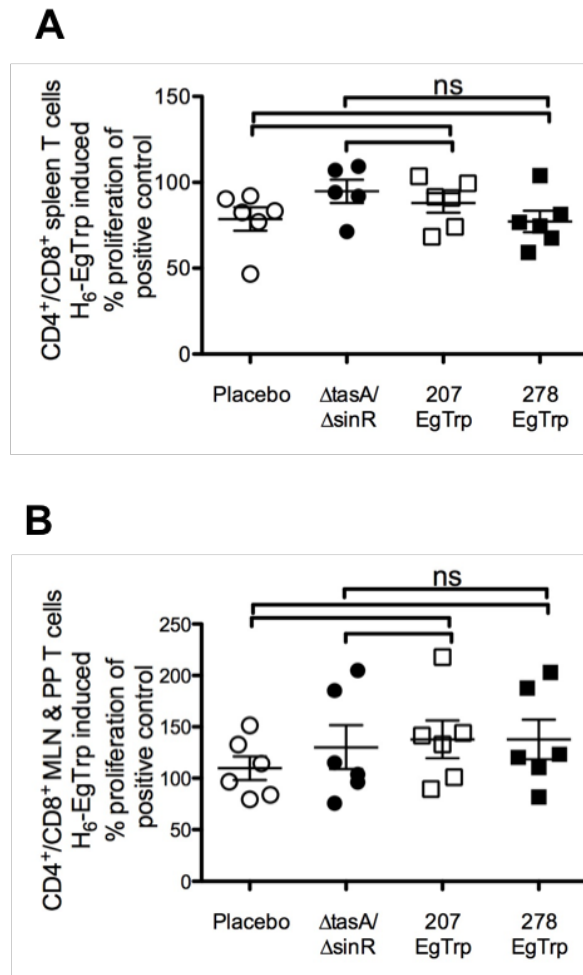 A
CD4⁺/CD8⁺ spleen T cells
H₆-EgTrp induced
% proliferation of
positive control
150
100
50
0
ns
Placebo
ΔtasA/
ΔsinR
207
EgTrp
278
EgTrp
B
CD4⁺/CD8⁺ MLN & PP T cells
H₆-EgTrp induced
% proliferation of
positive control
250
200
150
100
50
0
ns
Placebo
ΔtasA/
ΔsinR
207
EgTrp
278
EgTrp